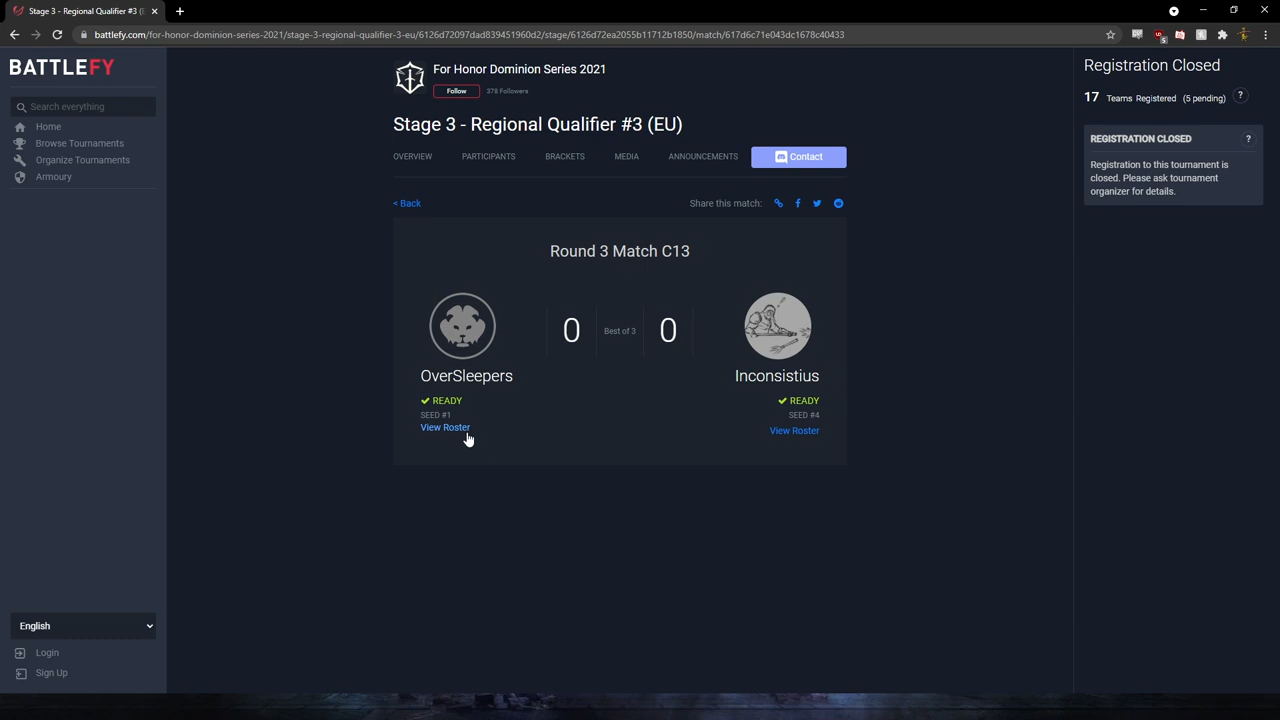 Stage 3 - Regional Qualifier #3 (E
battlefy.com/for-honor-dominion-series-2021/stage-3-regional-qualifier-3-eu/6126d72097dad839451960d2/stage/6126d72ea2055b11712b1850/match/617d6c71e043dc1678c40433
BATTLEFY
Search everything
Home
Browse Tournaments
Organize Tournaments
Armoury
For Honor Dominion Series 2021
Follow
378 Followers
Stage 3 - Regional Qualifier #3 (EU)
OVERVIEW
PARTICIPANTS
BRACKETS
MEDIA
ANNOUNCEMENTS
Contact
< Back
Share this match:
Round 3 Match C13
0
Best of 3
0
OverSleepers
READY
SEED #1
View Roster
Inconsistius
READY
SEED #4
View Roster
Registration Closed
17 Teams Registered (5 pending) ?
REGISTRATION CLOSED ?
Registration to this tournament is
closed. Please ask tournament
organizer for details.
English
Login
Sign Up